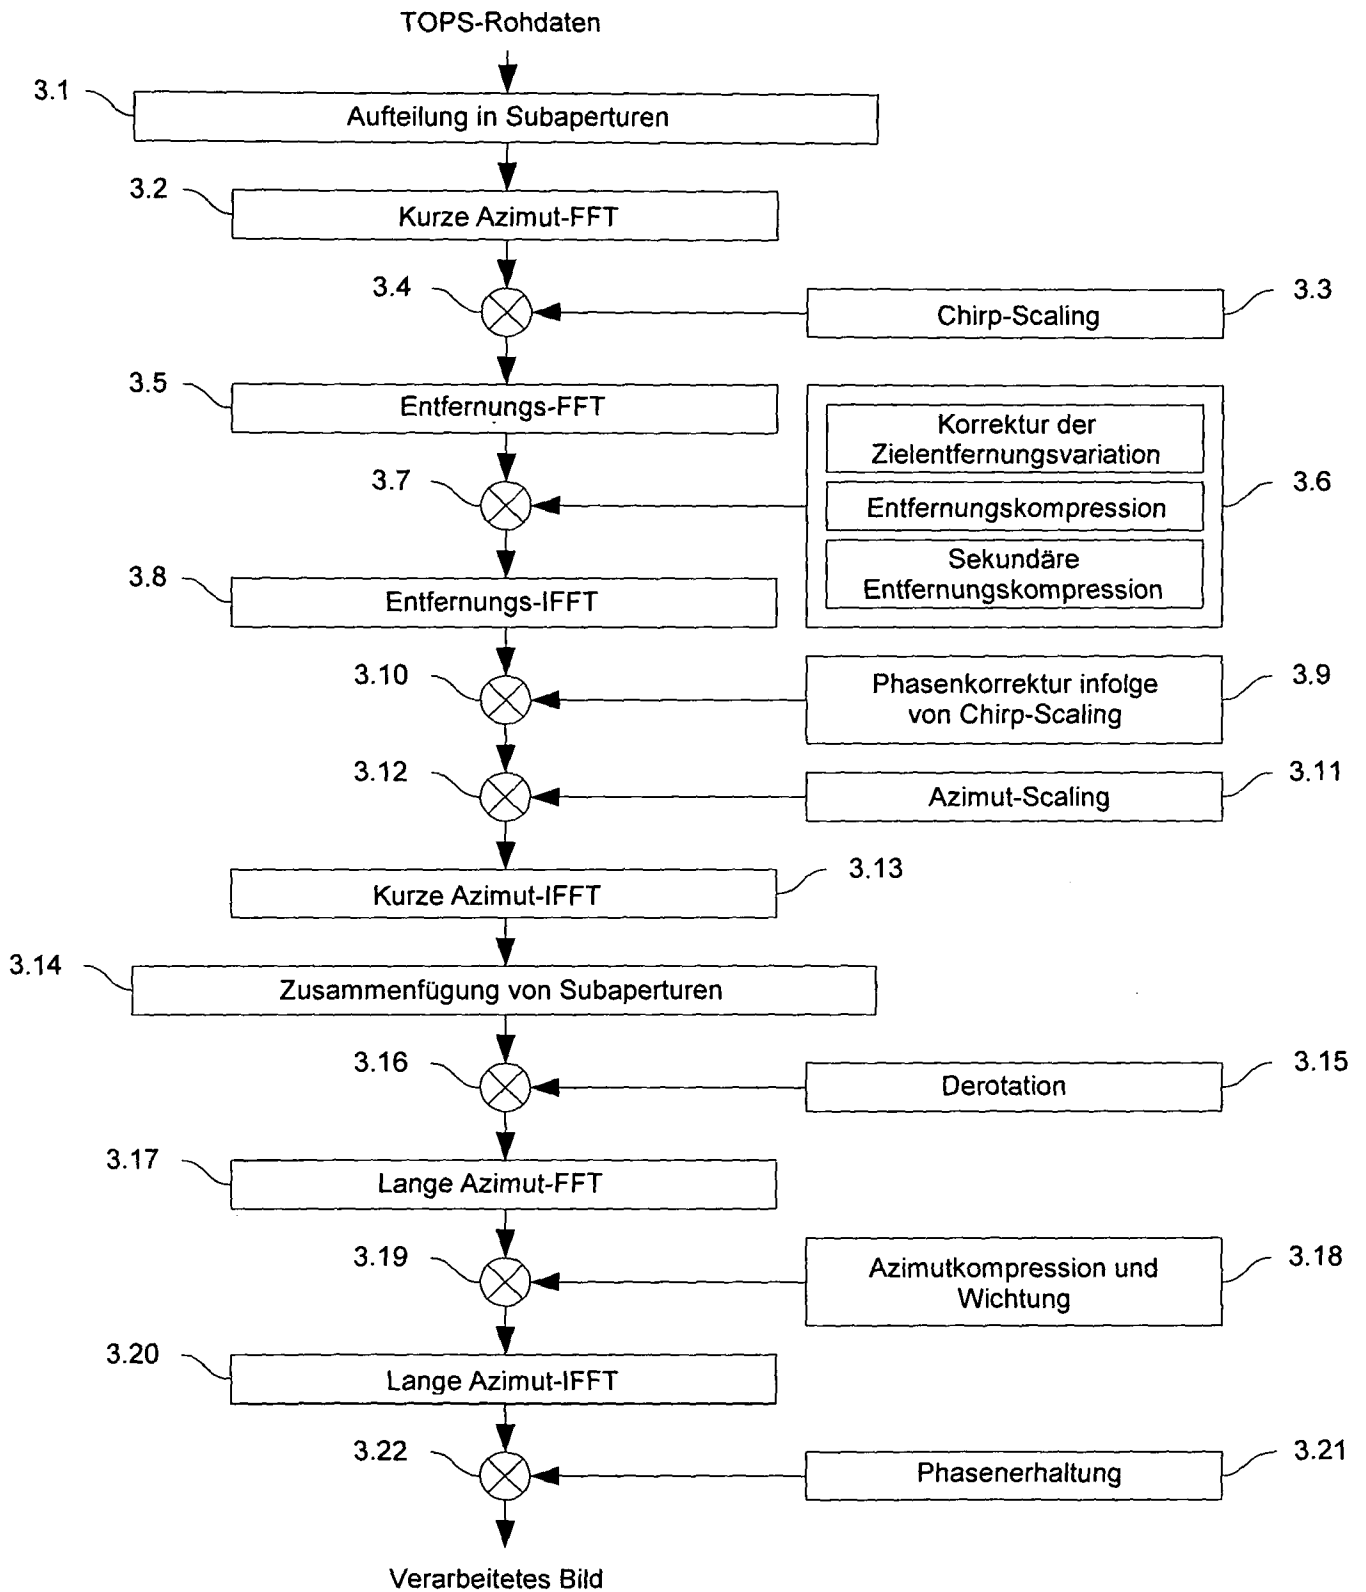 TOPS-Rohdaten
3.1
Aufteilung in Subaperturen
3.2
Kurze Azimut-FFT
3.4
3.3
Chirp-Scaling
3.5
Entfernungs-FFT
Korrektur der
Zielentfernungsvariation
3.7
3.6
Entfernungskompression
Sekundäre
Entfernungskompression
3.8
Entfernungs-IFFT
3.10
3.9
Phasenkorrektur infolge
von Chirp-Scaling
3.12
3.11
Azimut-Scaling
3.13
Kurze Azimut-IFFT
3.14
Zusammenfügung von Subaperturen
3.16
3.15
Derotation
3.17
Lange Azimut-FFT
3.19
3.18
Azimutkompression und
Wichtung
3.20
Lange Azimut-IFFT
3.22
3.21
Phasenerhaltung
Verarbeitetes Bild